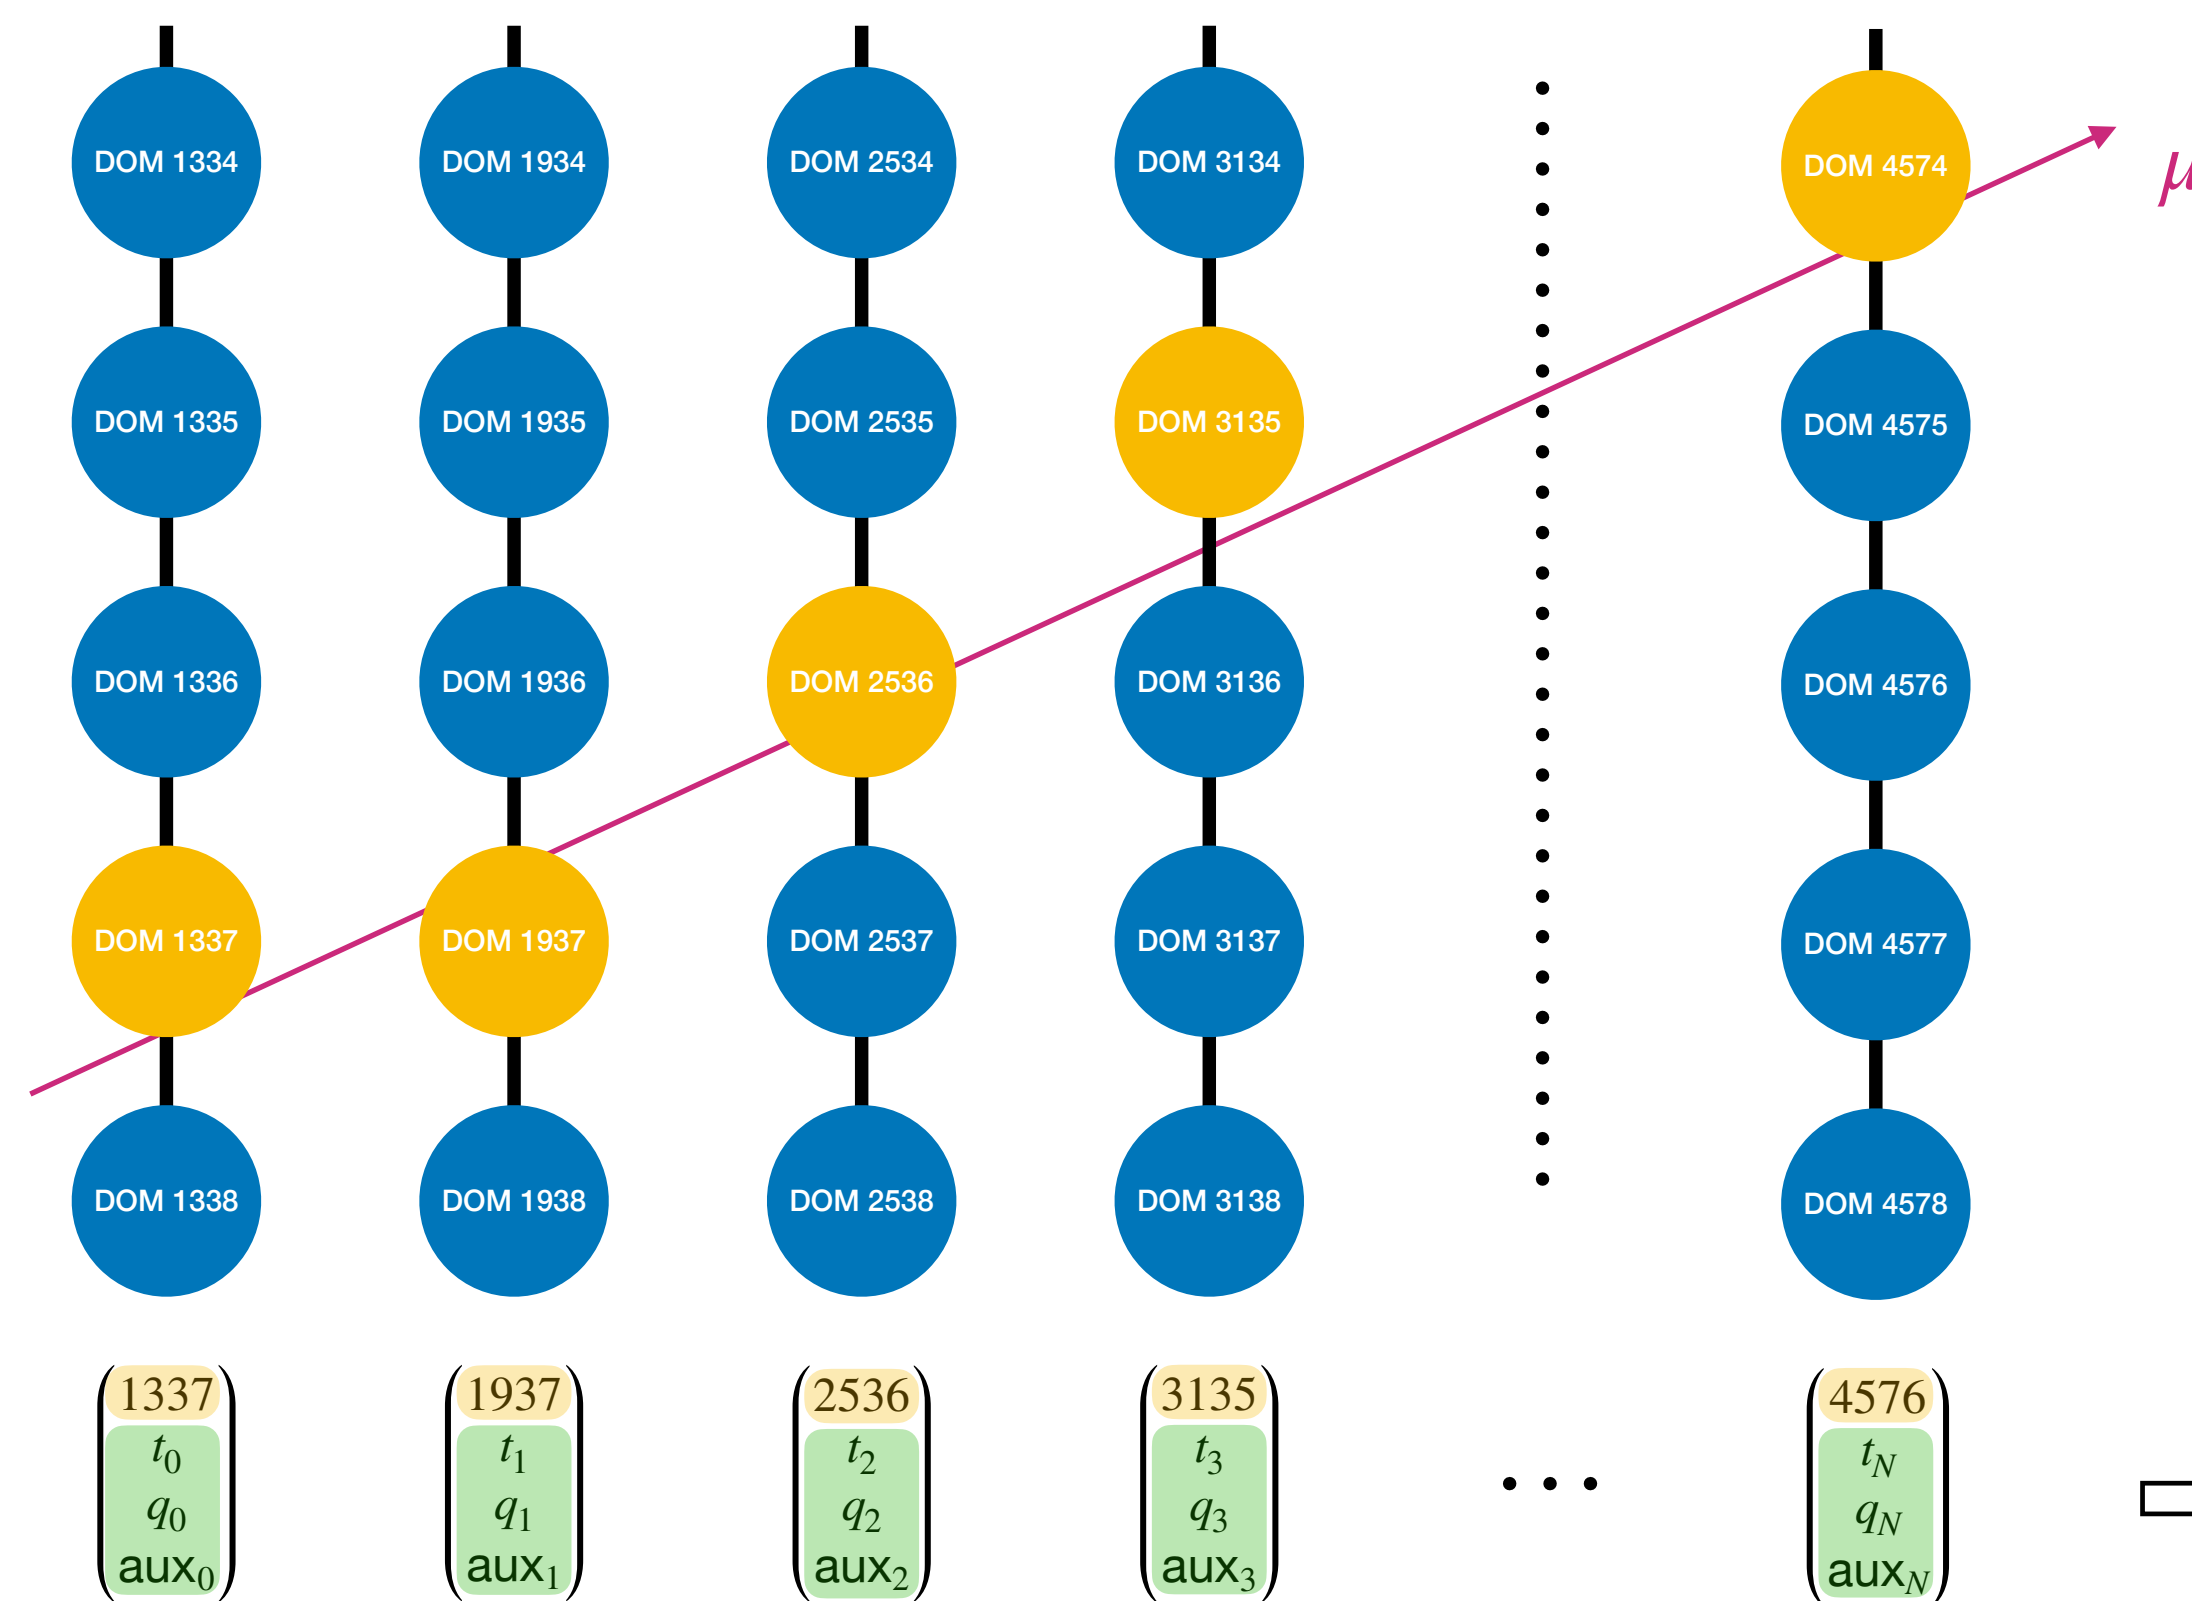 DOM 1334 DOM 1934 DOM 2534 DOM 3134 DOM 4574
μ
DOM 1335 DOM 1935 DOM 2535 DOM 3135 DOM 4575
DOM 1336 DOM 1936 DOM 2536 DOM 3136 DOM 4576
DOM 1337 DOM 1937 DOM 2537 DOM 3137 DOM 4577
DOM 1338 DOM 1938 DOM 2538 DOM 3138 DOM 4578
1337 1937 2536 3135 4576
t₀ t₁ t₂ t₃ ... t_N
q₀ q₁ q₂ q₃ q_N
aux₀ aux₁ aux₂ aux₃ aux_N